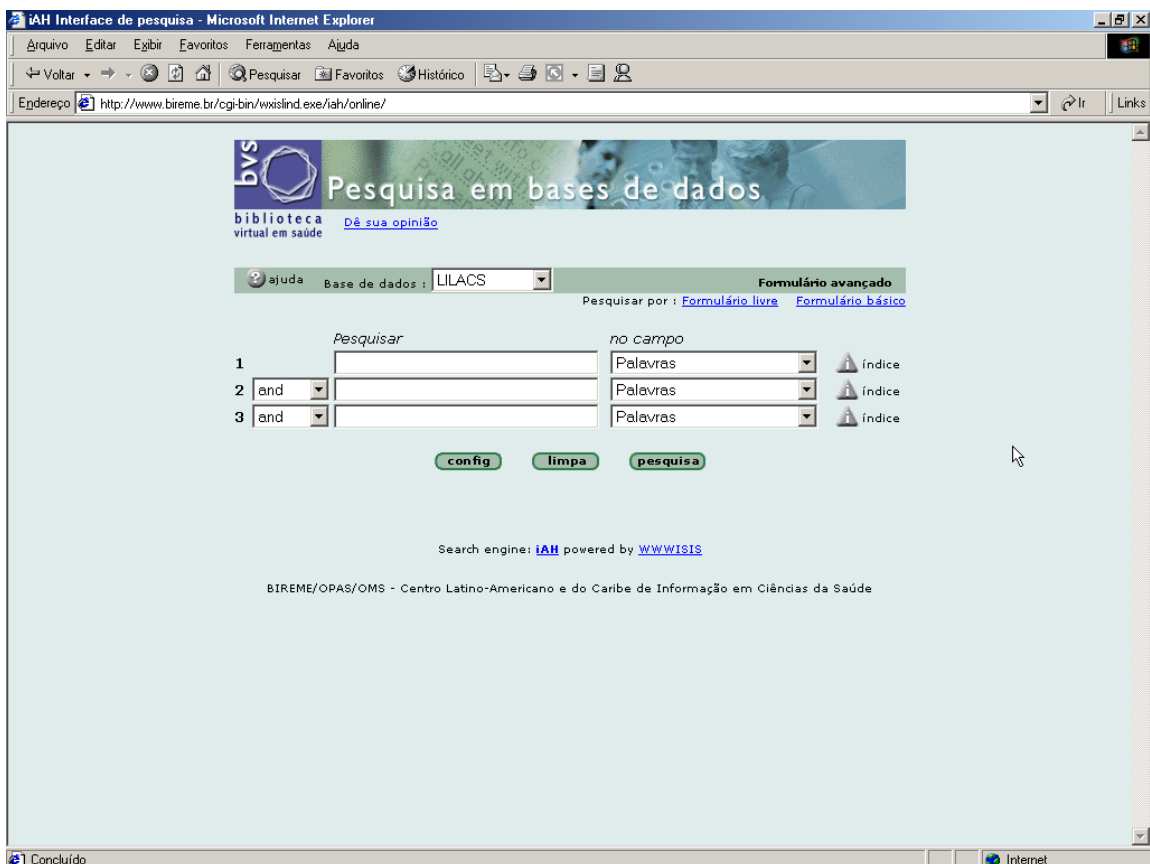 iAH Interface de pesquisa - Microsoft Internet Explorer
Arquivo Editar Exibir Favoritos Ferramentas Ajuda
Voltar Pesquisar Favoritos Histórico
Endereço http://www.bireme.br/cgi-bin/wxislind.exe/iah/online/ Ir Links
bvs
Pesquisa em bases de dados
biblioteca
virtual em saúde
Dê sua opinião
ajuda Base de dados : LILACS Formulário avançado
Pesquisar por : Formulário livre Formulário básico
Pesquisar no campo
1 Palavras índice
2 and Palavras índice
3 and Palavras índice
config limpa pesquisa
Search engine: iAH powered by WWWISIS
BIREME/OPAS/OMS - Centro Latino-Americano e do Caribe de Informação em Ciências da Saúde
Concluído Internet